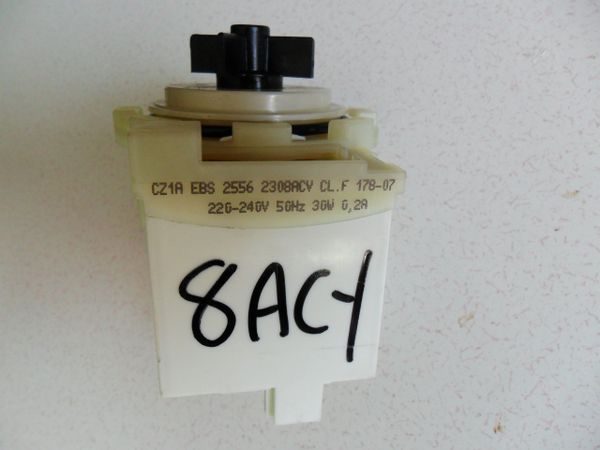 CZ1A EBS 2556 2308ACY CL.F 178-07
220-240V 50Hz 30W 0,2A
8ACY